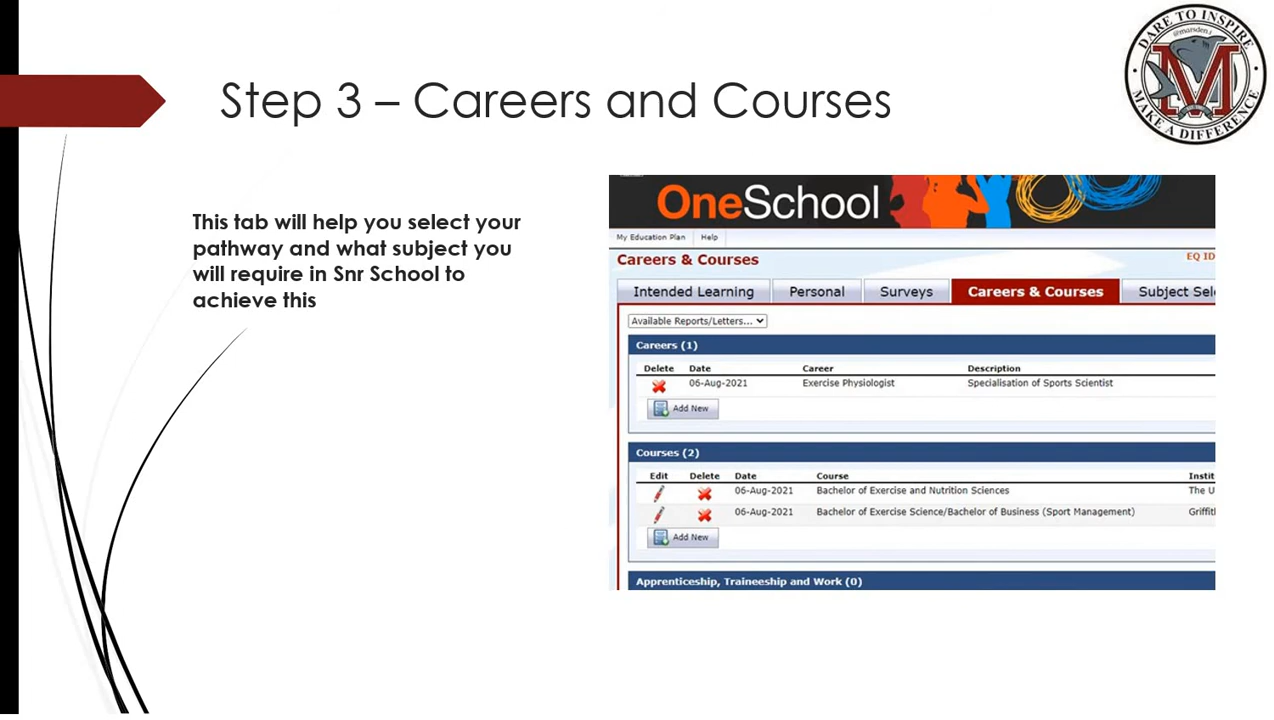 DARE TO INSPIRE
@marsden.s
M
MAKE A DIFFERENCE
Step 3 – Careers and Courses
This tab will help you select your
pathway and what subject you
will require in Snr School to
achieve this
OneSchool
My Education Plan Help
Careers & Courses EQ ID
Intended Learning Personal Surveys Careers & Courses Subject Sel
Available Reports/Letters...
Careers (1)
Delete Date Career Description
06-Aug-2021 Exercise Physiologist Specialisation of Sports Scientist
Add New
Courses (2)
Edit Delete Date Course Instit
06-Aug-2021 Bachelor of Exercise and Nutrition Sciences The U
06-Aug-2021 Bachelor of Exercise Science/Bachelor of Business (Sport Management) Griffith
Add New
Apprenticeship, Traineeship and Work (0)